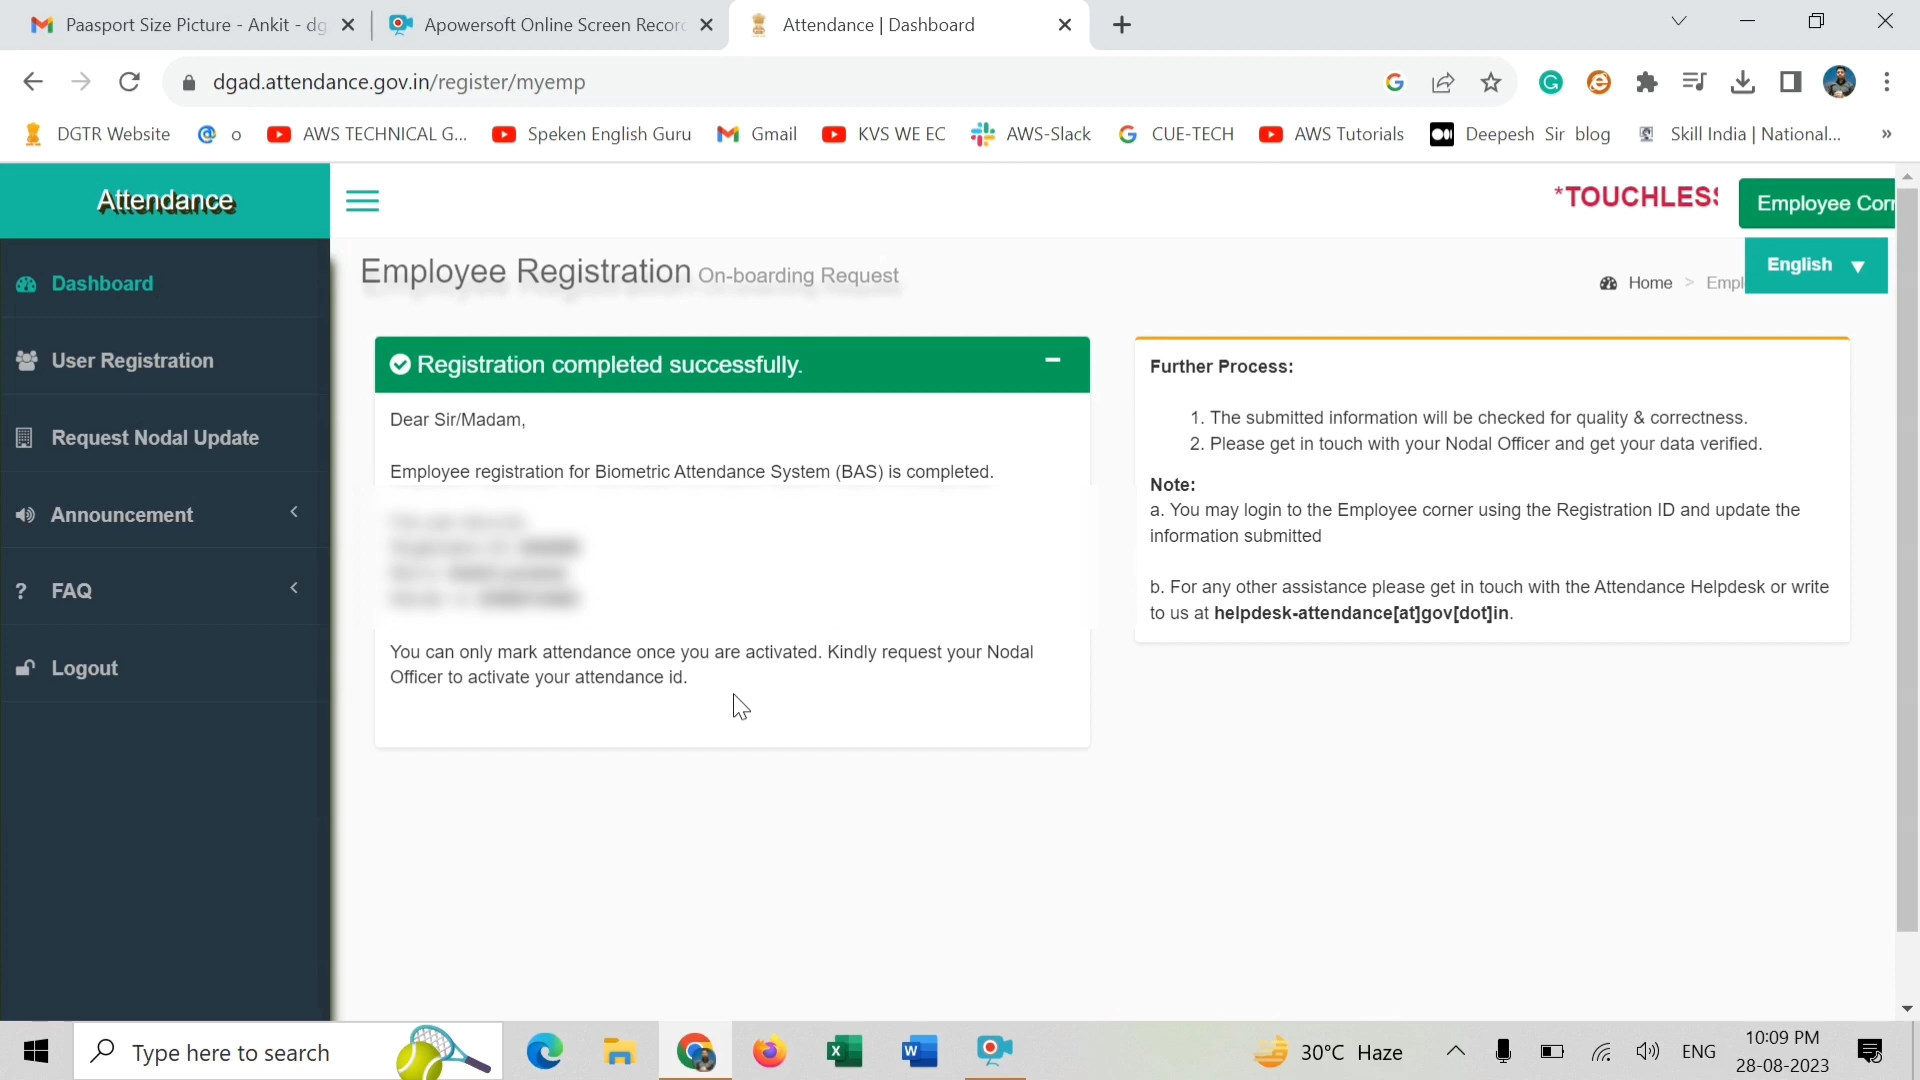 Paasport Size Picture - Ankit - dg
Apowersoft Online Screen Recor
Attendance | Dashboard
dgad.attendance.gov.in/register/myemp
DGTR Website
o
AWS TECHNICAL G...
Speken English Guru
Gmail
KVS WE EC
AWS-Slack
CUE-TECH
AWS Tutorials
Deepesh Sir blog
Skill India | National...
»
Attendance
*TOUCHLESS
Employee Corn
English
Employee Registration On-boarding Request
Home > Empl
Dashboard
User Registration
Request Nodal Update
Announcement
FAQ
Logout
Registration completed successfully.
Dear Sir/Madam,
Employee registration for Biometric Attendance System (BAS) is completed.
You can only mark attendance once you are activated. Kindly request your Nodal
Officer to activate your attendance id.
Further Process:
1. The submitted information will be checked for quality & correctness.
2. Please get in touch with your Nodal Officer and get your data verified.
Note:
a. You may login to the Employee corner using the Registration ID and update the
information submitted
b. For any other assistance please get in touch with the Attendance Helpdesk or write
to us at helpdesk-attendance[at]gov[dot]in.
Type here to search
30°C Haze
ENG
10:09 PM
28-08-2023